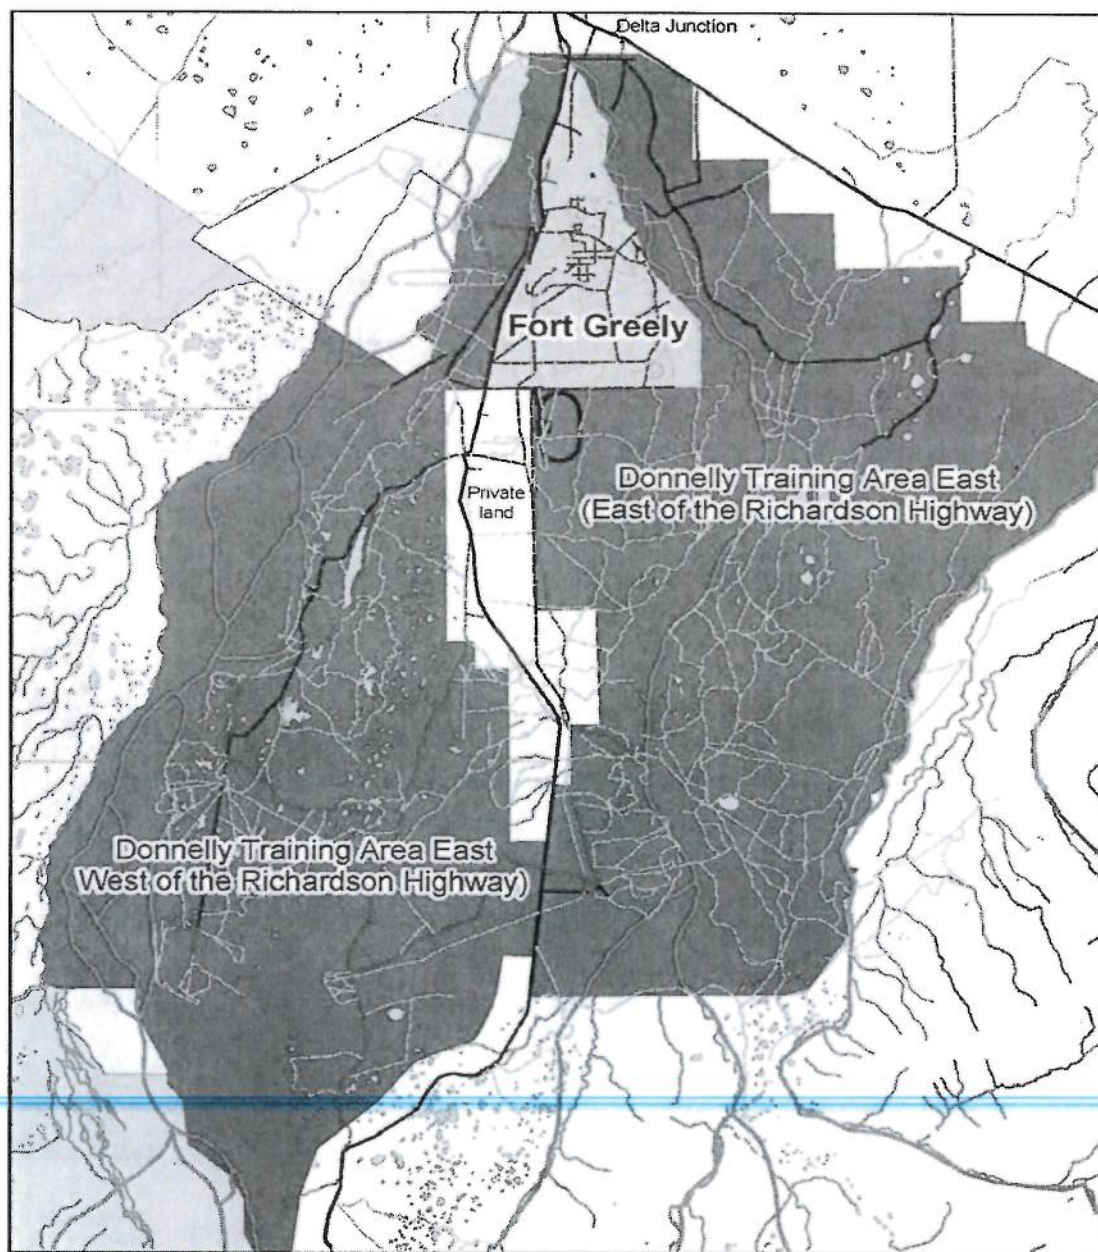 Delta Junction
Fort Greely
Donnelly Training Area East
(East of the Richardson Highway)
Private
land
Donnelly Training Area East
West of the Richardson Highway)